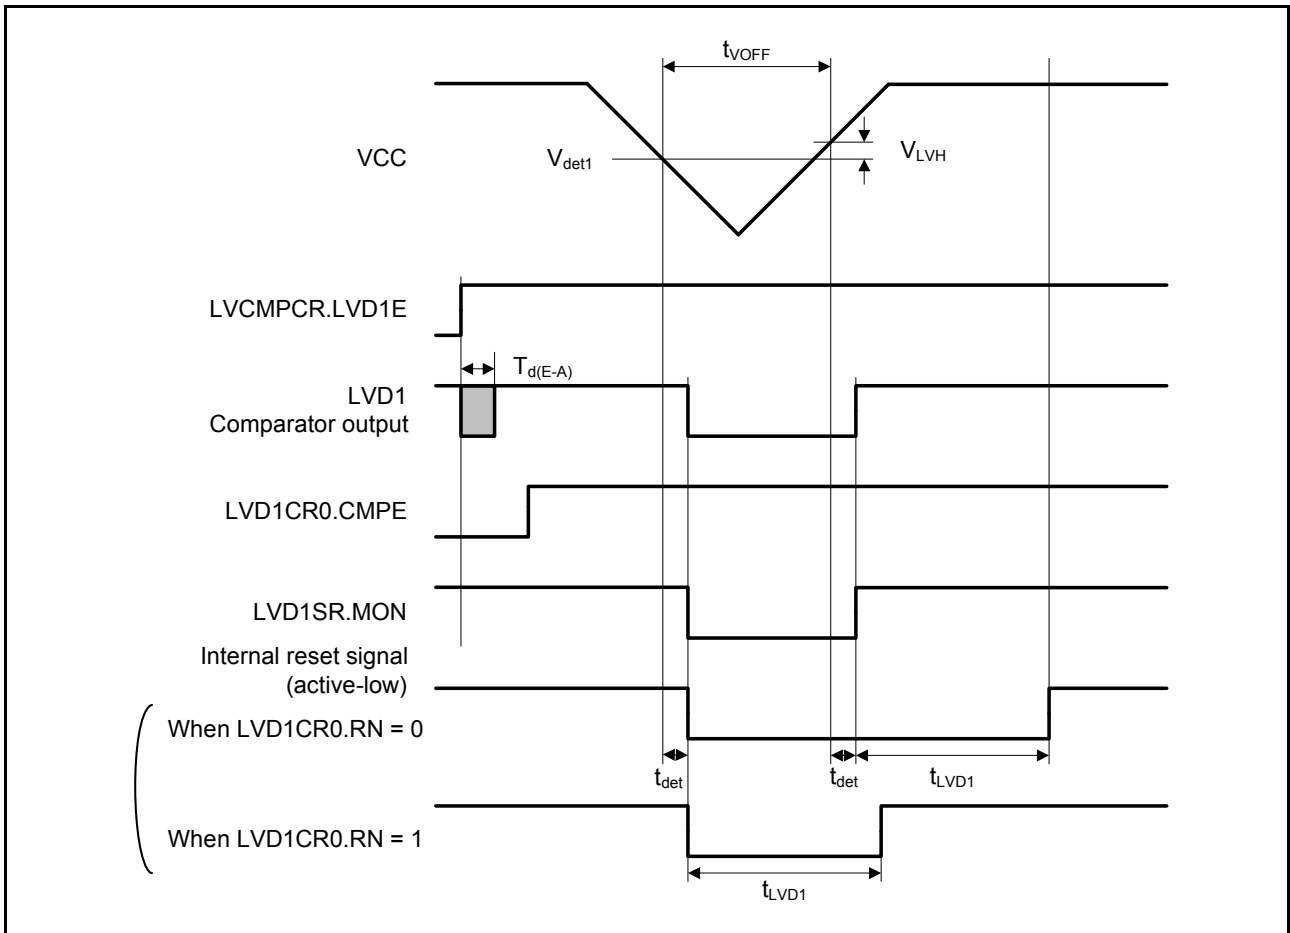 tVOFF
VCC
Vdet1
VLVH
LVCMPCR.LVD1E
Td(E-A)
LVD1
Comparator output
LVD1CR0.CMPE
LVD1SR.MON
Internal reset signal
(active-low)
When LVD1CR0.RN = 0
tdet
tdet
tLVD1
When LVD1CR0.RN = 1
tLVD1